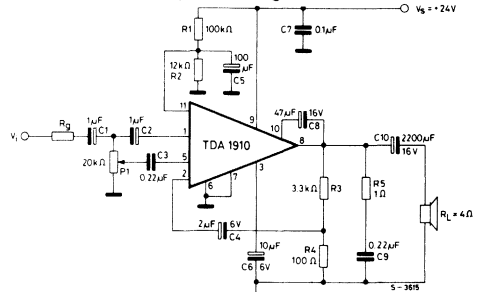 Vs = +24V
R1 100kΩ
C7 0.1µF
12kΩ R2
100 µF C5
11
9
10
47µF 16V C8
1µF C1
1µF C2
Vi
Rg
1
TDA 1910
8
C10 2200µF 16V
20kΩ P1
C3 0.22µF
5
2
6
7
3
3.3kΩ R3
R5 1Ω
RL = 4Ω
2µF 6V C4
R4 100Ω
10µF C6 6V
0.22µF C9
S-3615